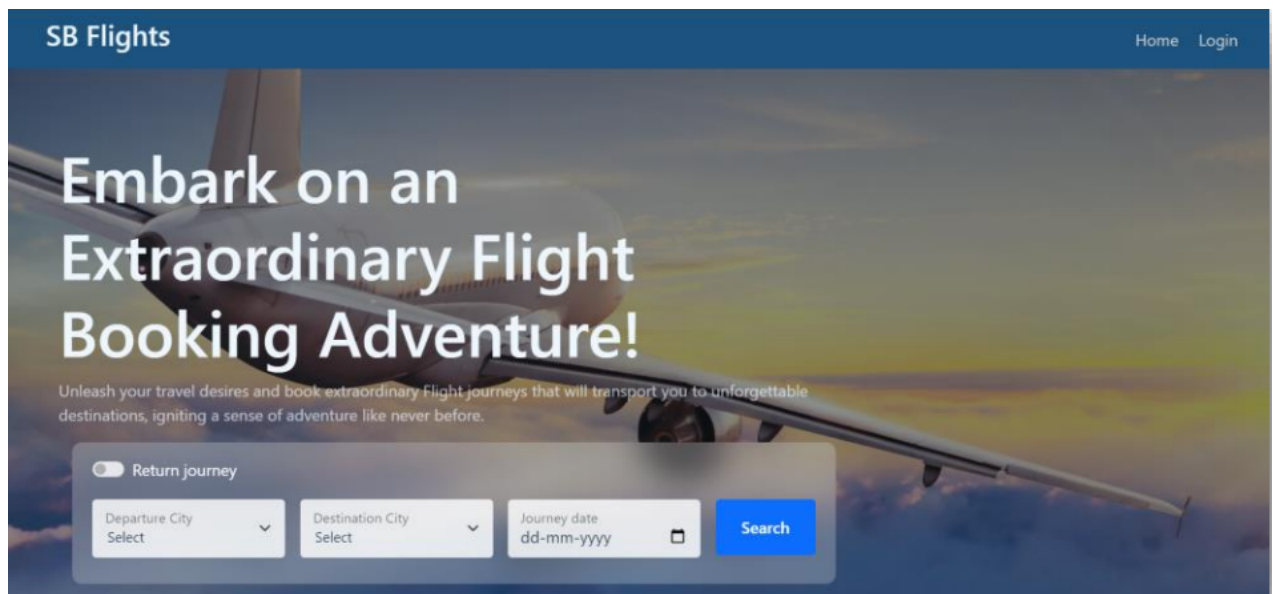 SB Flights
Home Login
Embark on an
Extraordinary Flight
Booking Adventure!
Unleash your travel desires and book extraordinary Flight journeys that will transport you to unforgettable
destinations, igniting a sense of adventure like never before.
Return journey
Departure City
Select
Destination City
Select
Journey date
dd-mm-yyyy
Search